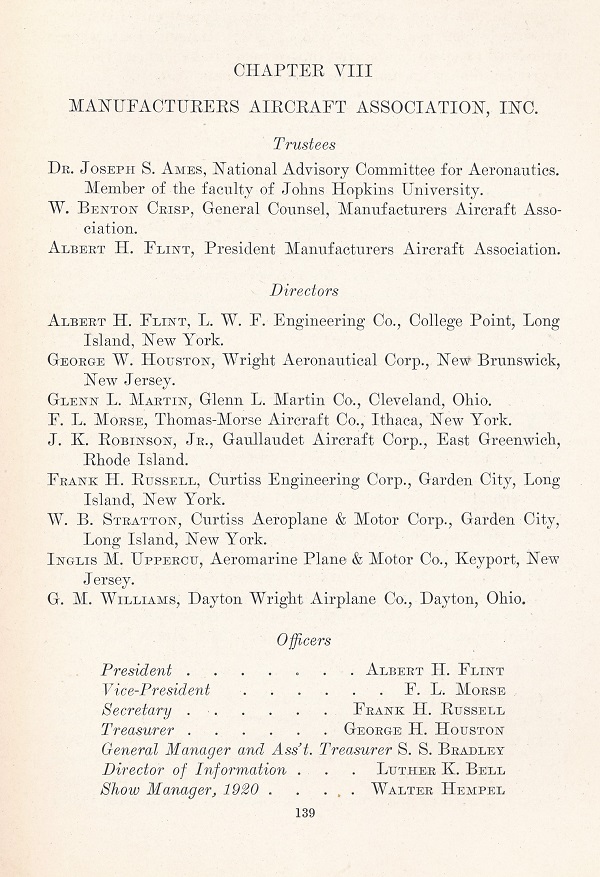 CHAPTER VIII
MANUFACTURERS AIRCRAFT ASSOCIATION, INC.
Trustees
DR. JOSEPH S. AMES, National Advisory Committee for Aeronautics.
Member of the faculty of Johns Hopkins University.
W. BENTON CRISP, General Counsel, Manufacturers Aircraft Asso-
ciation.
ALBERT H. FLINT, President Manufacturers Aircraft Association.
Directors
ALBERT H. FLINT, L. W. F. Engineering Co., College Point, Long
Island, New York.
GEORGE W. HOUSTON, Wright Aeronautical Corp., New Brunswick,
New Jersey.
GLENN L. MARTIN, Glenn L. Martin Co., Cleveland, Ohio.
F. L. MORSE, Thomas-Morse Aircraft Co., Ithaca, New York.
J. K. ROBINSON, JR., Gaullaudet Aircraft Corp., East Greenwich,
Rhode Island.
FRANK H. RUSSELL, Curtiss Engineering Corp., Garden City, Long
Island, New York.
W. B. STRATTON, Curtiss Aeroplane & Motor Corp., Garden City,
Long Island, New York.
INGLIS M. UPPERCU, Aeromarine Plane & Motor Co., Keyport, New
Jersey.
G. M. WILLIAMS, Dayton Wright Airplane Co., Dayton, Ohio.
Officers
President . . . . . . . ALBERT H. FLINT
Vice-President . . . . . . F. L. MORSE
Secretary . . . . . . FRANK H. RUSSELL
Treasurer . . . . . . GEORGE H. HOUSTON
General Manager and Ass't. Treasurer S. S. BRADLEY
Director of Information . . . LUTHER K. BELL
Show Manager, 1920 . . . . WALTER HEMPEL
139